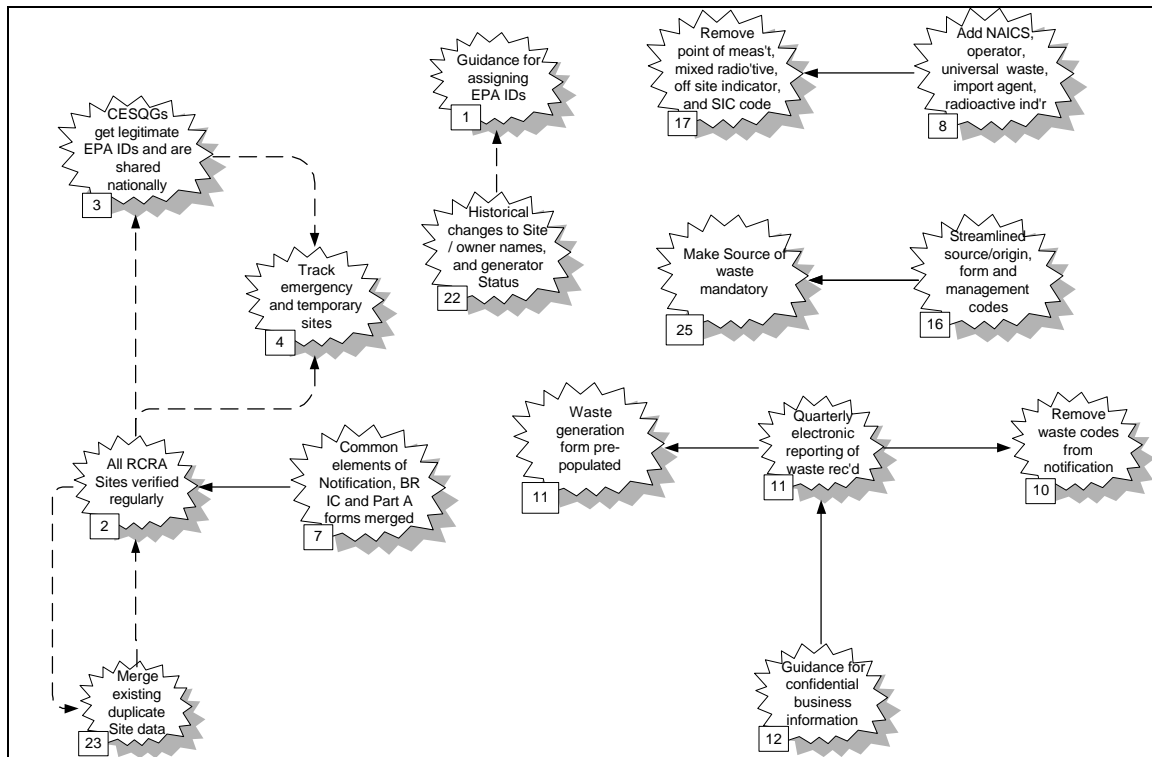 Guidance for
assigning
EPA IDs
1
Remove
point of meas't,
mixed radio'tive,
off site indicator,
and SIC code
17
Add NAICS,
operator,
universal waste,
import agent,
radioactive ind'r
8
CESQGs
get legitimate
EPA IDs and are
shared
nationally
3
Historical
changes to Site
/ owner names,
and generator
Status
22
Track
emergency
and temporary
sites
4
Make Source of
waste
mandatory
25
Streamlined
source/origin,
form and
management
codes
16
All RCRA
Sites verified
regularly
2
Common
elements of
Notification, BR
IC and Part A
forms merged
7
Waste
generation
form pre-
populated
11
Quarterly
electronic
reporting of
waste rec'd
11
Remove
waste codes
from
notification
10
Merge
existing
duplicate
Site data
23
Guidance for
confidential
business
information
12